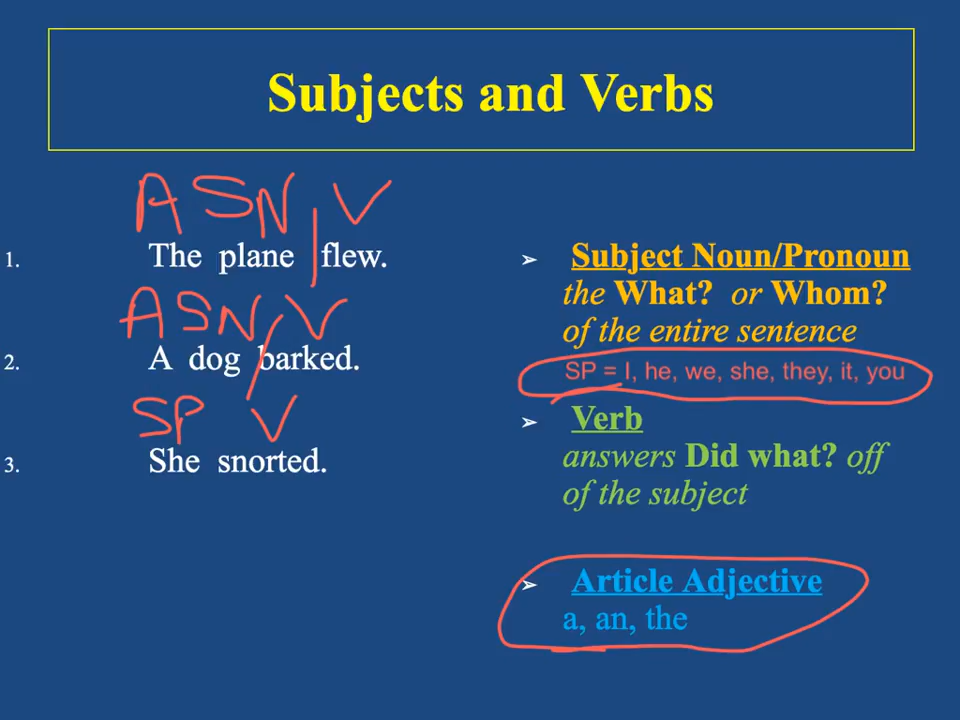 Subjects and Verbs
A SN V
1. The plane flew.
A SN V
2. A dog barked.
SP V
3. She snorted.
➢ Subject Noun/Pronoun
the What? or Whom?
of the entire sentence
SP = I, he, we, she, they, it, you
➢ Verb
answers Did what? off
of the subject
➢ Article Adjective
a, an, the